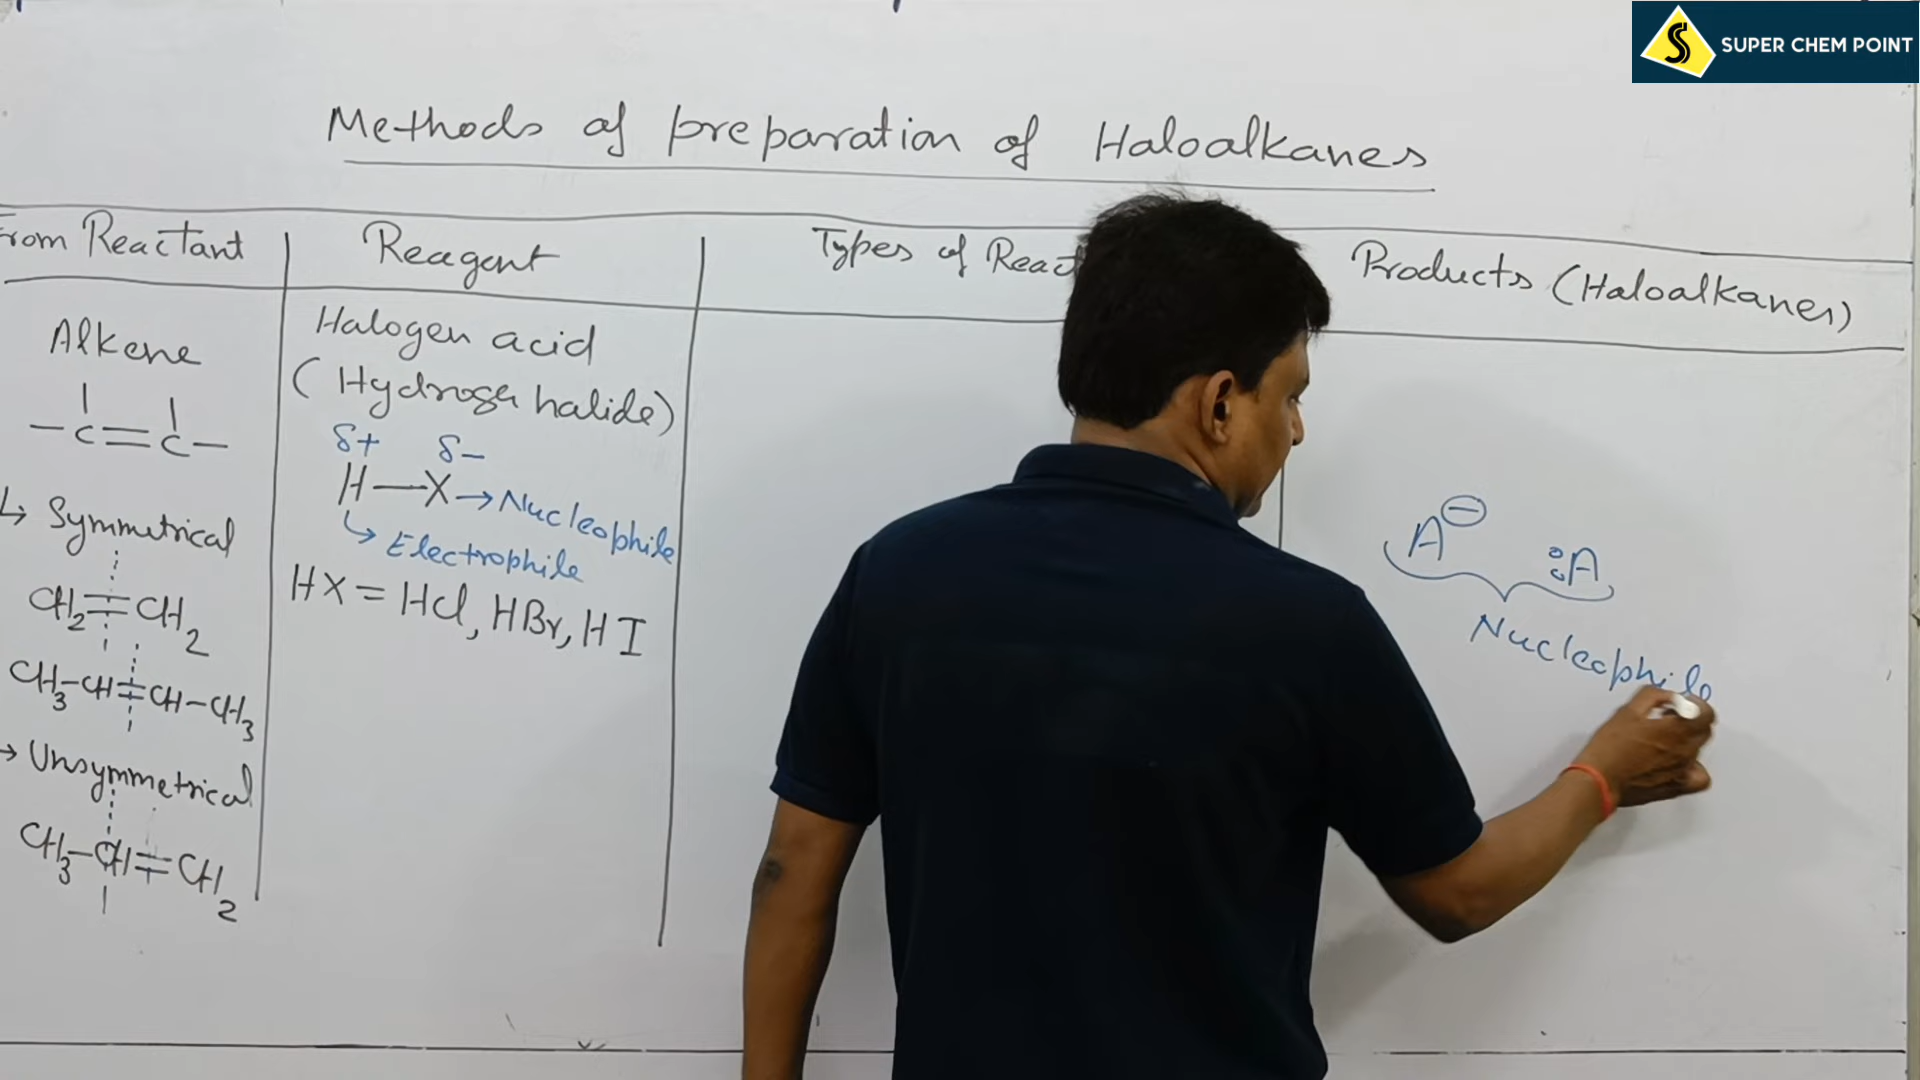 SUPER CHEM POINT
Methods of preparation of Haloalkanes
From Reactant
Reagent
Types of React
Products (Haloalkanes)
Alkene
–C=C–
↳ Symmetrical
CH₂=CH₂
CH₃–CH=CH–CH₃
→ Unsymmetrical
CH₃–CH=CH₂
Halogen acid
(Hydrogen halide)
δ+ δ–
H–X → Nucleophile
↳ Electrophile
HX = HCl, HBr, HI
A⊖ :A
Nucleophile